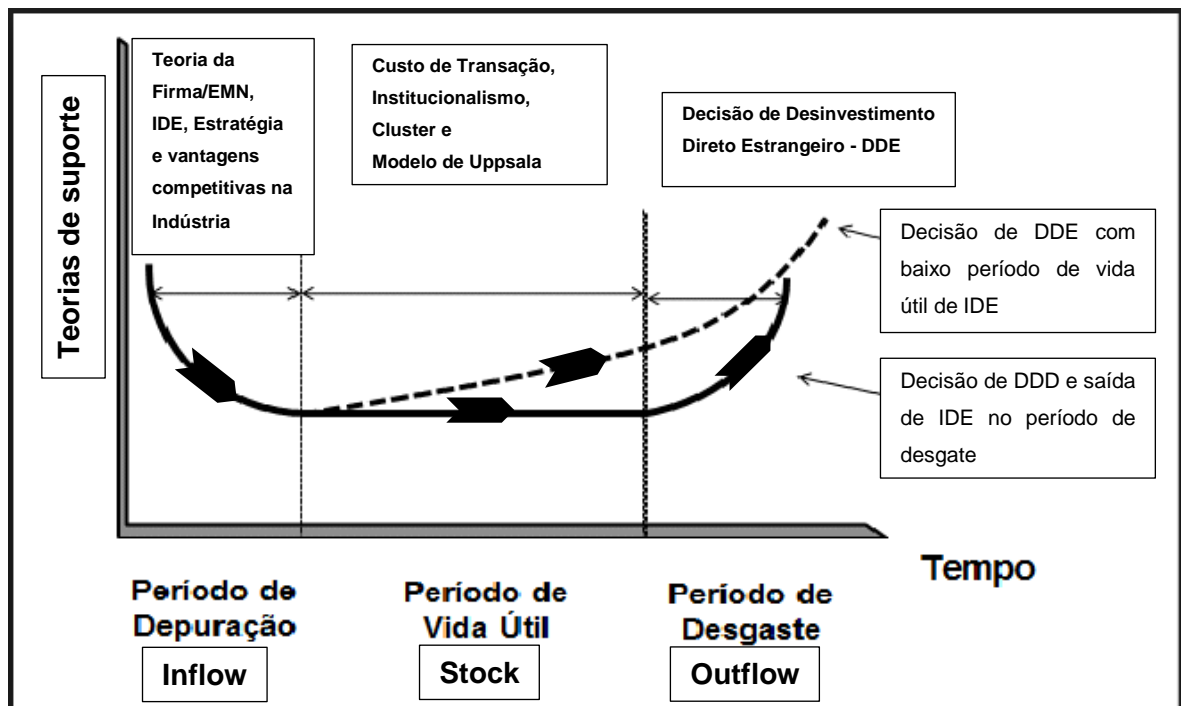 Teorias de suporte
Teoria da
Firma/EMN,
IDE, Estratégia
e vantagens
competitivas na
Indústria
Custo de Transação,
Institucionalismo,
Cluster e
Modelo de Uppsala
Decisão de Desinvestimento
Direto Estrangeiro - DDE
Decisão de DDE com
baixo período de vida
útil de IDE
Decisão de DDD e saída
de IDE no período de
desgate
Tempo
Período de
Depuração
Inflow
Período de
Vida Útil
Stock
Período de
Desgaste
Outflow